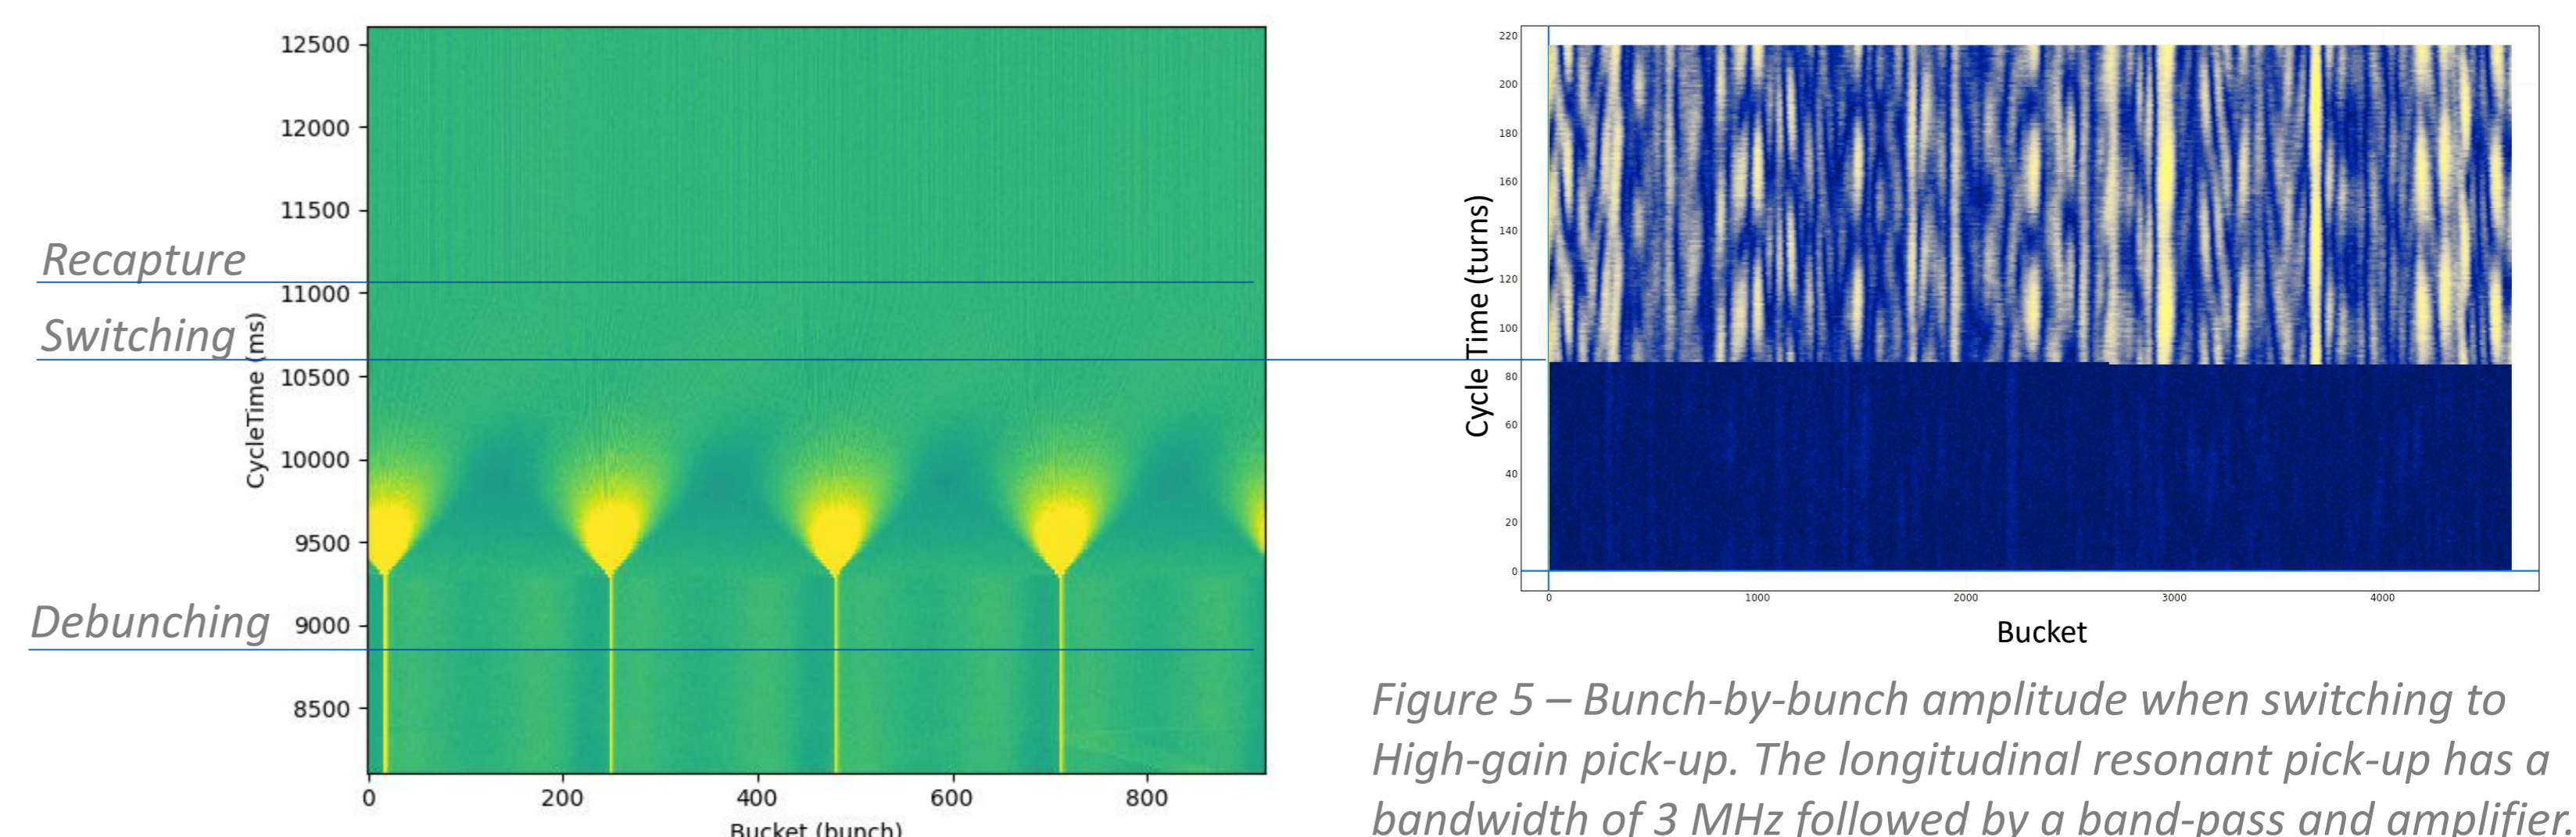 12500
12000
11500
Recapture
11000
Switching
CycleTime (ms)
10500
10000
9500
Debunching
9000
8500
0 200 400 600 800
Bucket (bunch)
220
200
180
160
140
120
100
80
60
40
20
0
Cycle Time (turns)
0 1000 2000 3000 4000
Bucket
Figure 5 – Bunch-by-bunch amplitude when switching to
High-gain pick-up. The longitudinal resonant pick-up has a
bandwidth of 3 MHz followed by a band-pass and amplifier.